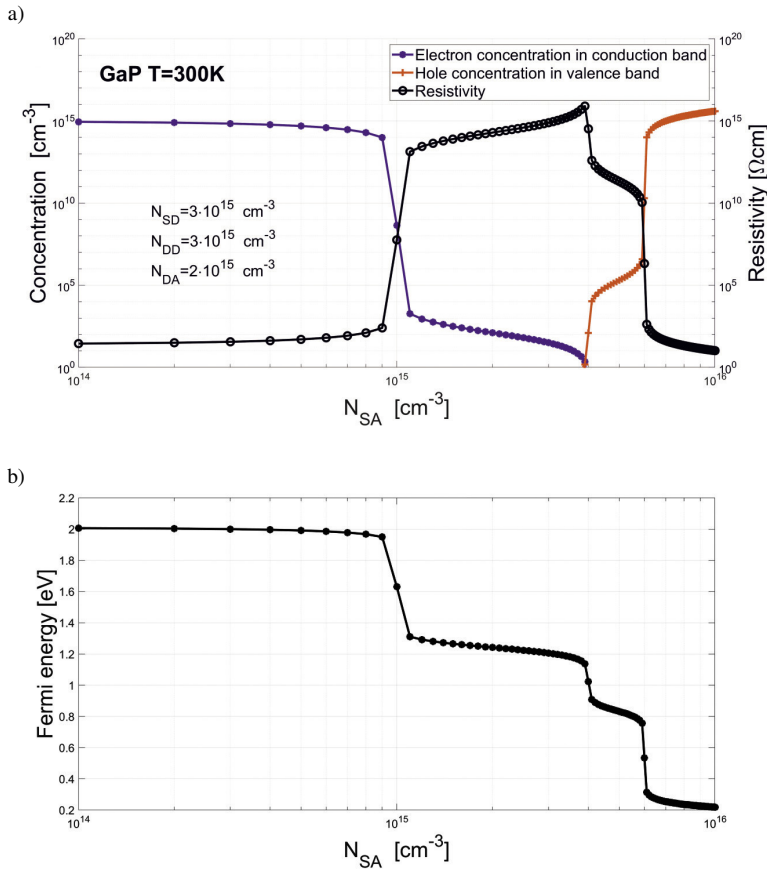 a)
10^20
10^15
10^10
10^5
10^0
Concentration [cm^-3]
GaP T=300K
N_SD=3·10^15 cm^-3
N_DD=3·10^15 cm^-3
N_DA=2·10^15 cm^-3
Electron concentration in conduction band
Hole concentration in valence band
Resistivity
10^20
10^15
10^10
10^5
10^0
Resistivity [Ωcm]
10^14 10^15 10^16
N_SA [cm^-3]
b)
2.2
2
1.8
1.6
1.4
1.2
1
0.8
0.6
0.4
0.2
Fermi energy [eV]
10^14 10^15 10^16
N_SA [cm^-3]